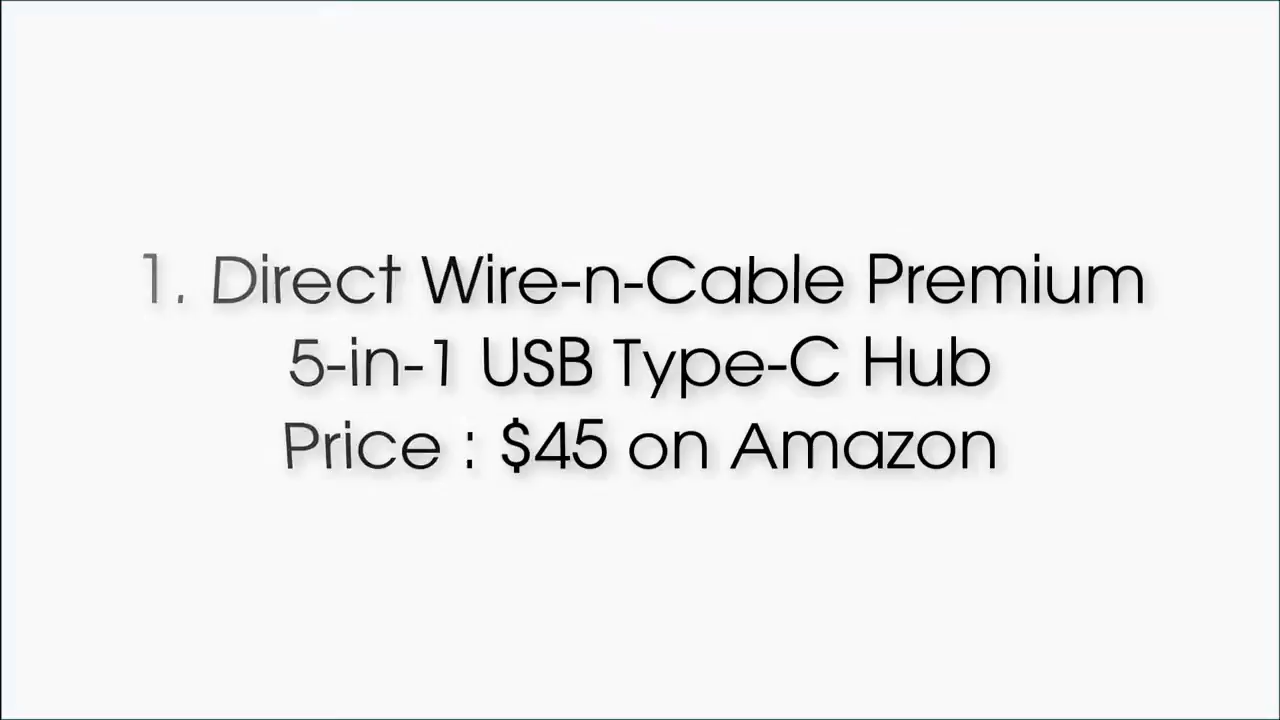 1. Direct Wire-n-Cable Premium
5-in-1 USB Type-C Hub
Price : $45 on Amazon